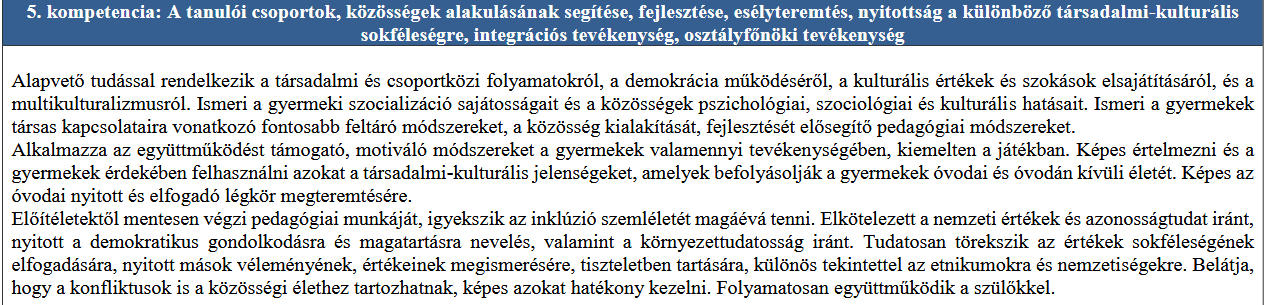 5. kompetencia: A tanulói csoportok, közösségek alakulásának segítése, fejlesztése, esélyteremtés, nyitottság a különböző társadalmi-kulturális
sokféleségre, integrációs tevékenység, osztályfőnöki tevékenység
Alapvető tudással rendelkezik a társadalmi és csoportközi folyamatokról, a demokrácia működéséről, a kulturális értékek és szokások elsajátításáról, és a
multikulturalizmusról. Ismeri a gyermeki szocializáció sajátosságait és a közösségek pszichológiai, szociológiai és kulturális hatásait. Ismeri a gyermekek
társas kapcsolataira vonatkozó fontosabb feltáró módszereket, a közösség kialakítását, fejlesztését elősegítő pedagógiai módszereket.
Alkalmazza az együttműködést támogató, motiváló módszereket a gyermekek valamennyi tevékenységében, kiemelten a játékban. Képes értelmezni és a
gyermekek érdekében felhasználni azokat a társadalmi-kulturális jelenségeket, amelyek befolyásolják a gyermekek óvodai és óvodán kívüli életét. Képes az
óvodai nyitott és elfogadó légkör megteremtésére.
Előítéletektől mentesen végzi pedagógiai munkáját, igyekszik az inklúzió szemléletét magáévá tenni. Elkötelezett a nemzeti értékek és azonosságtudat iránt,
nyitott a demokratikus gondolkodásra és magatartásra nevelés, valamint a környezettudatosság iránt. Tudatosan törekszik az értékek sokféleségének
elfogadására, nyitott mások véleményének, értékeinek megismerésére, tiszteletben tartására, különös tekintettel az etnikumokra és nemzetiségekre. Belátja,
hogy a konfliktusok is a közösségi élethez tartozhatnak, képes azokat hatékony kezelni. Folyamatosan együttműködik a szülőkkel.